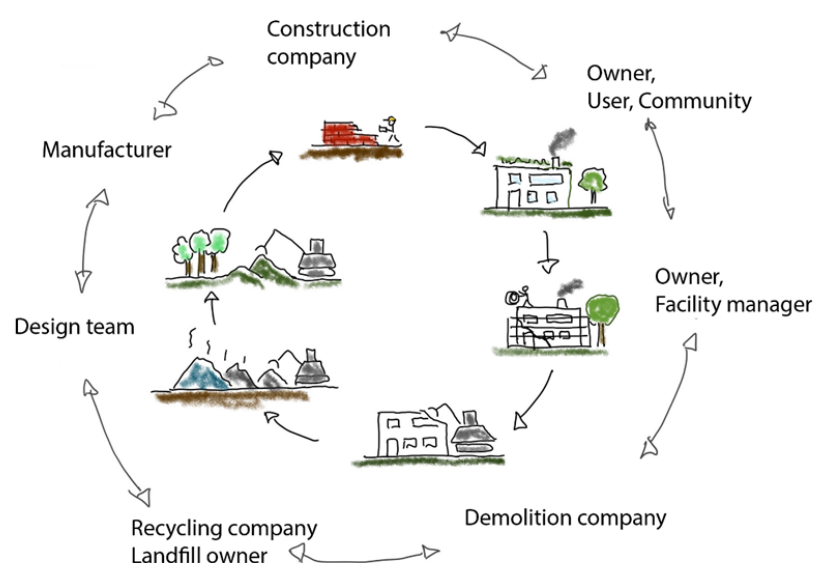 Construction
company
Owner,
User, Community
Manufacturer
Owner,
Facility manager
Design team
Demolition company
Recycling company
Landfill owner